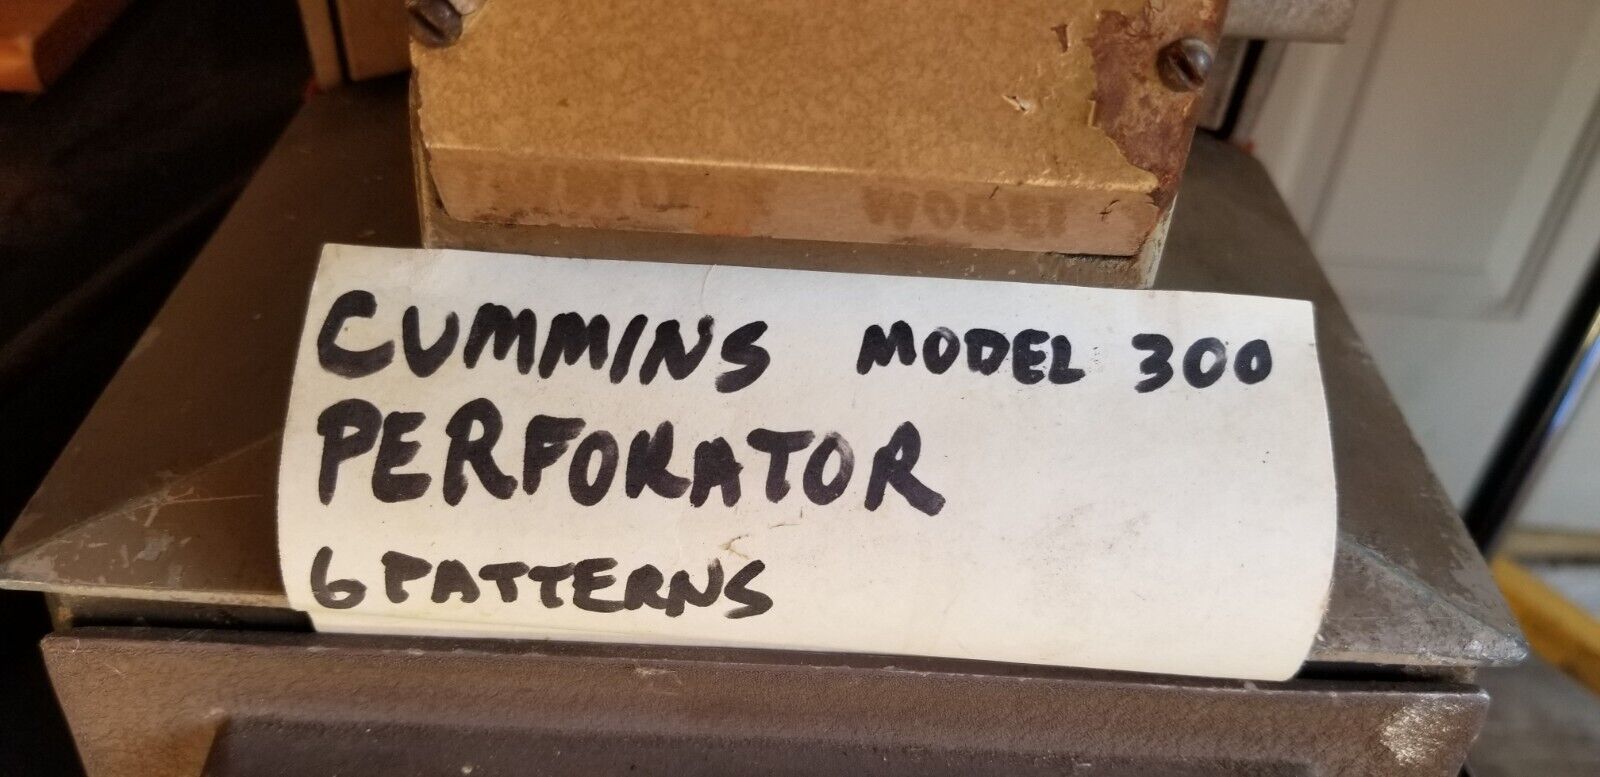 CUMMINS MODEL 300
PERFORATOR
6 PATTERNS